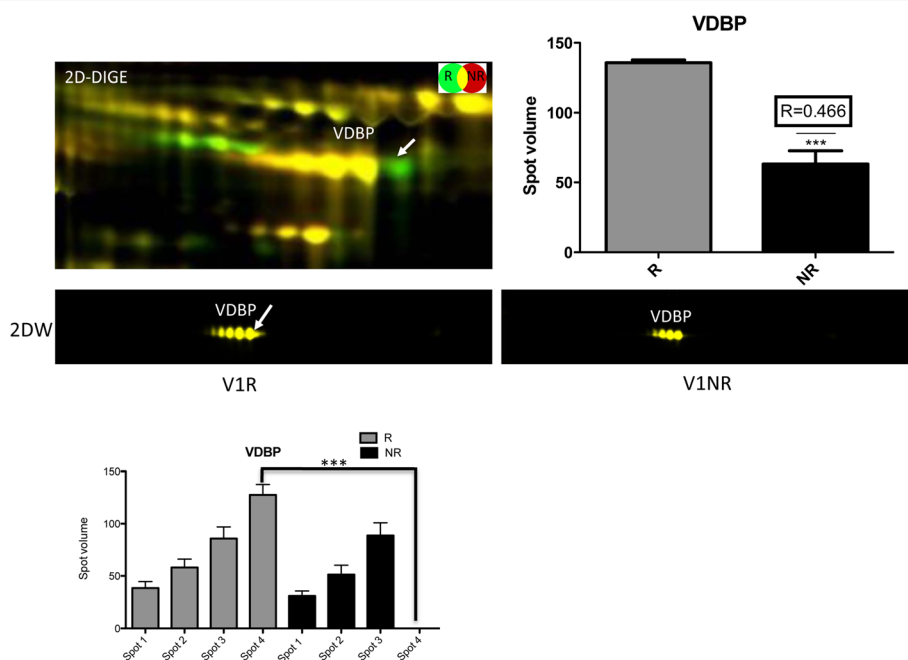 VDBP
2D-DIGE
R NR
VDBP
150
100
50
0
Spot volume
R=0.466
***
R
NR
2DW
VDBP
VDBP
V1R
V1NR
R
NR
VDBP
***
150
100
50
0
Spot volume
Spot 1
Spot 2
Spot 3
Spot 4
Spot 1
Spot 2
Spot 3
Spot 4